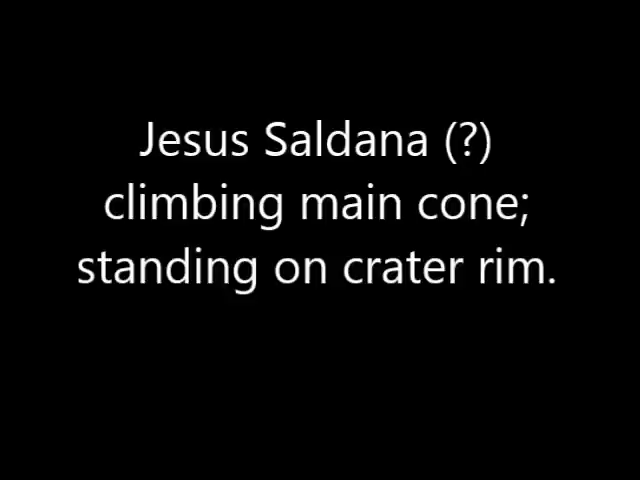 Jesus Saldana (?)
climbing main cone;
standing on crater rim.